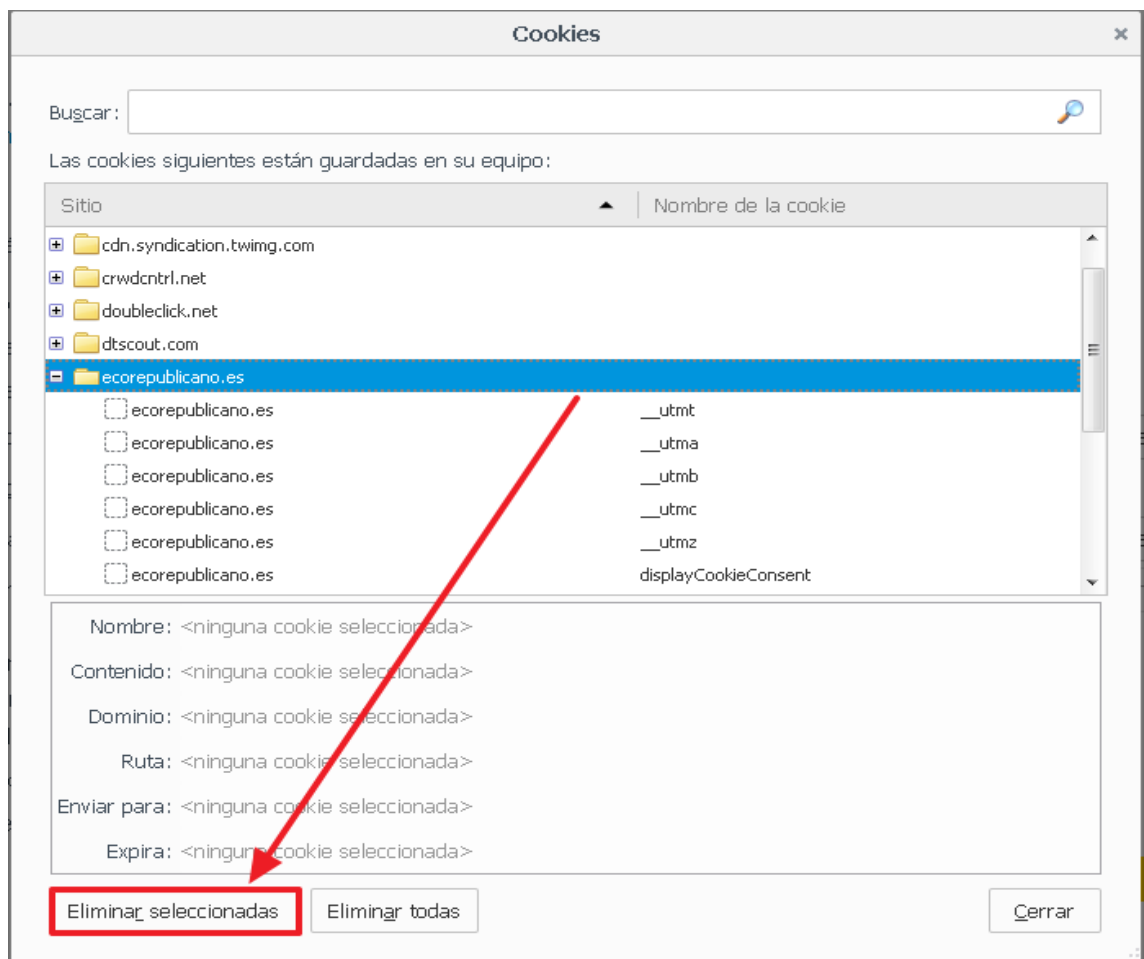 Cookies
Buscar:
Las cookies siguientes están guardadas en su equipo:
Sitio Nombre de la cookie
cdn.syndication.twimg.com
crwdcntrl.net
doubleclick.net
dtscout.com
ecorepublicano.es
ecorepublicano.es __utmt
ecorepublicano.es __utma
ecorepublicano.es __utmb
ecorepublicano.es __utmc
ecorepublicano.es __utmz
ecorepublicano.es displayCookieConsent
Nombre: <ninguna cookie seleccionada>
Contenido: <ninguna cookie seleccionada>
Dominio: <ninguna cookie seleccionada>
Ruta: <ninguna cookie seleccionada>
Enviar para: <ninguna cookie seleccionada>
Expira: <ninguna cookie seleccionada>
Eliminar seleccionadas Eliminar todas Cerrar